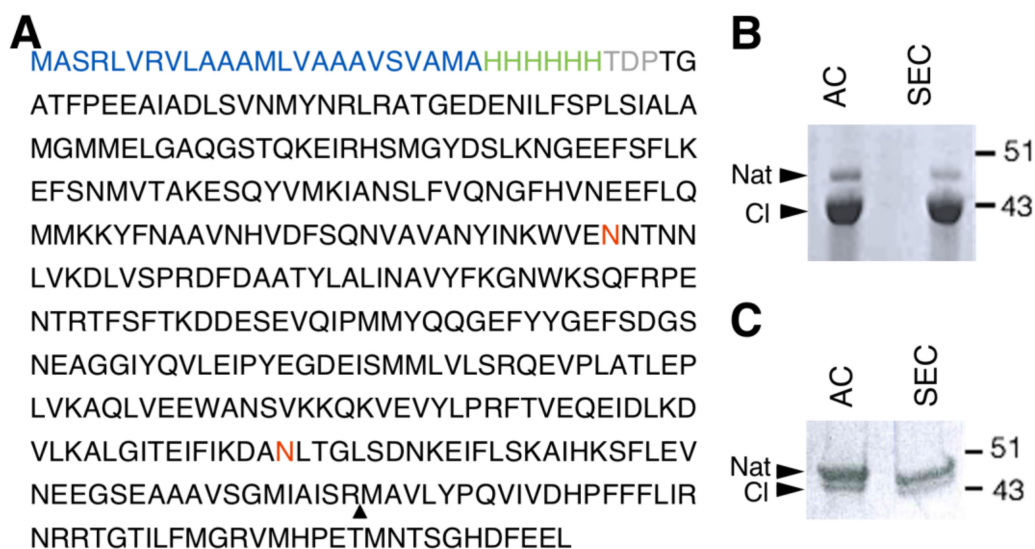 A
MASRLVRVLAAAMLVAAAVSVAMAHHHHHHTDPTG
ATFPEEAIADLSVNMYNRLRATGEDENILFSPLSIALA
MGMMELGAQGSTQKEIRHSMGYDSLKNGEEFSFLK
EFSNMVTAKESQYVMKIANSLFVQNGFHVNEEFLQ
MMKKYFNAAVNHVDFSQNVAVANYINKWVENNTNN
LVKDLVSPRDFDAATYLALINAVYFKGNWKSQFRPE
NTRTFSFTKDDESEVQIPMMYQQGEFYYGEFSDGS
NEAGGIYQVLEIPYEGDEISMMLVLSRQEVPLATLEP
LVKAQLVEEWANSVKKQKVEVYLPRFTVEQEIDLKD
VLKALGITEIFIKDANLTGLSDNKEIFLSKAIHKSFLEV
NEEGSEAAAVSGMIAISRMAVLYPQVIVDHPFFFLIR
NRRTGTILFMGRVMHPETMNTSGHDFEEL
B
AC SEC
51
Nat
Cl 43
C
AC SEC
51
Nat
Cl 43